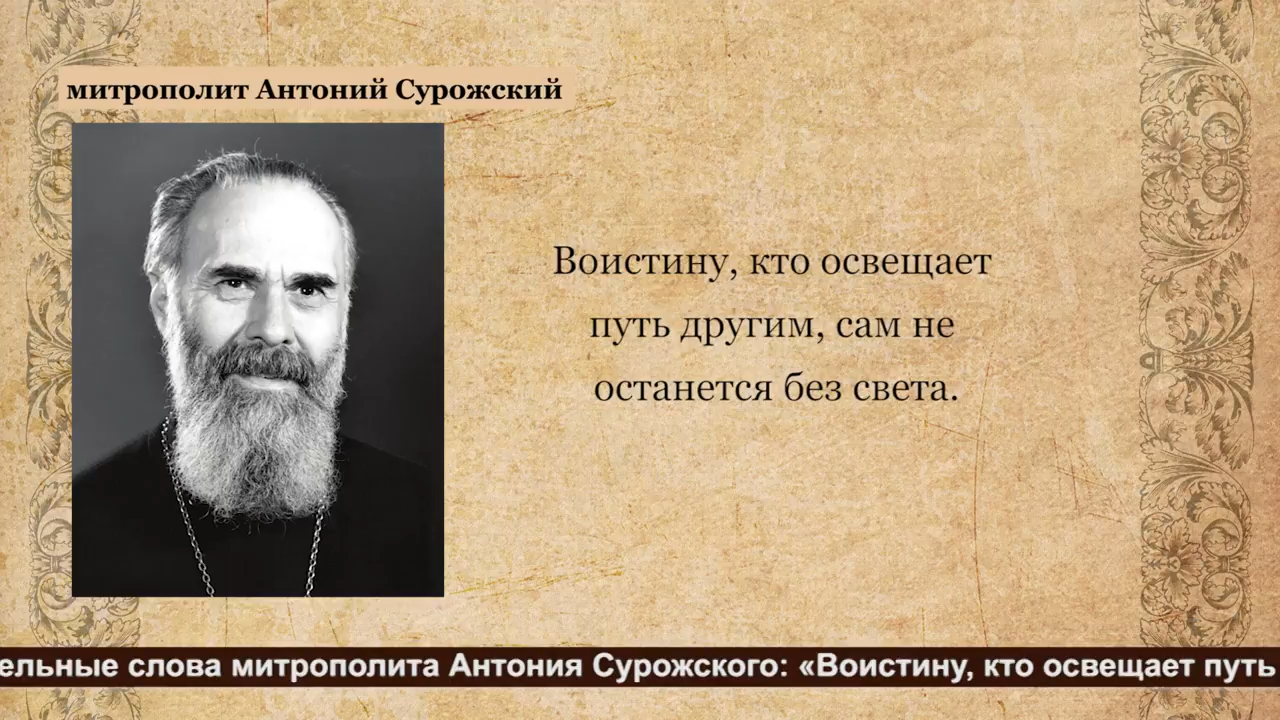 митрополит Антоний Сурожский
Воистину, кто освещает
путь другим, сам не
останется без света.
ельные слова митрополита Антония Сурожского: «Воистину, кто освещает путь